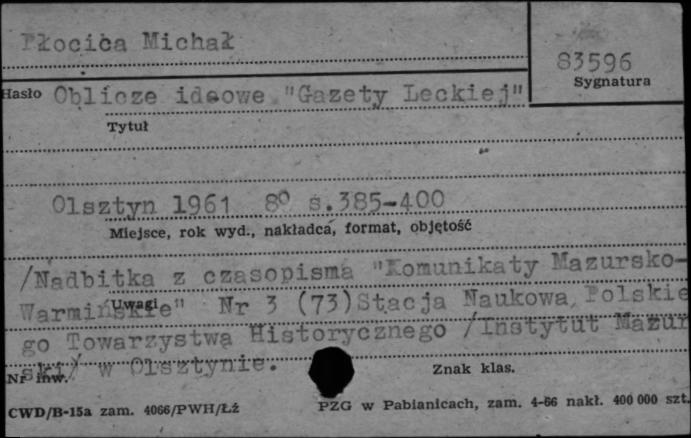 Płocica Michał
83596
Hasło
Sygnatura
Oblicze ideowe "Gazety Leckiej"
Tytuł
Olsztyn 1961 8º s.385-400
Miejsce, rok wyd., nakładca, format, objętość
/Nadbitka z czasopisma "Komunikaty Mazursko-
Uwagi
Warmińskie" Nr 3 (73)Stacja Naukowa Polskie
go Towarzystwa Historycznego /Instytut Mazur
ski/ w Olsztynie.
Nr inw.
Znak klas.
CWD/B-15a zam. 4066/PWH/Łź
PZG w Pabianicach, zam. 4-66 nakł. 400 000 szt.